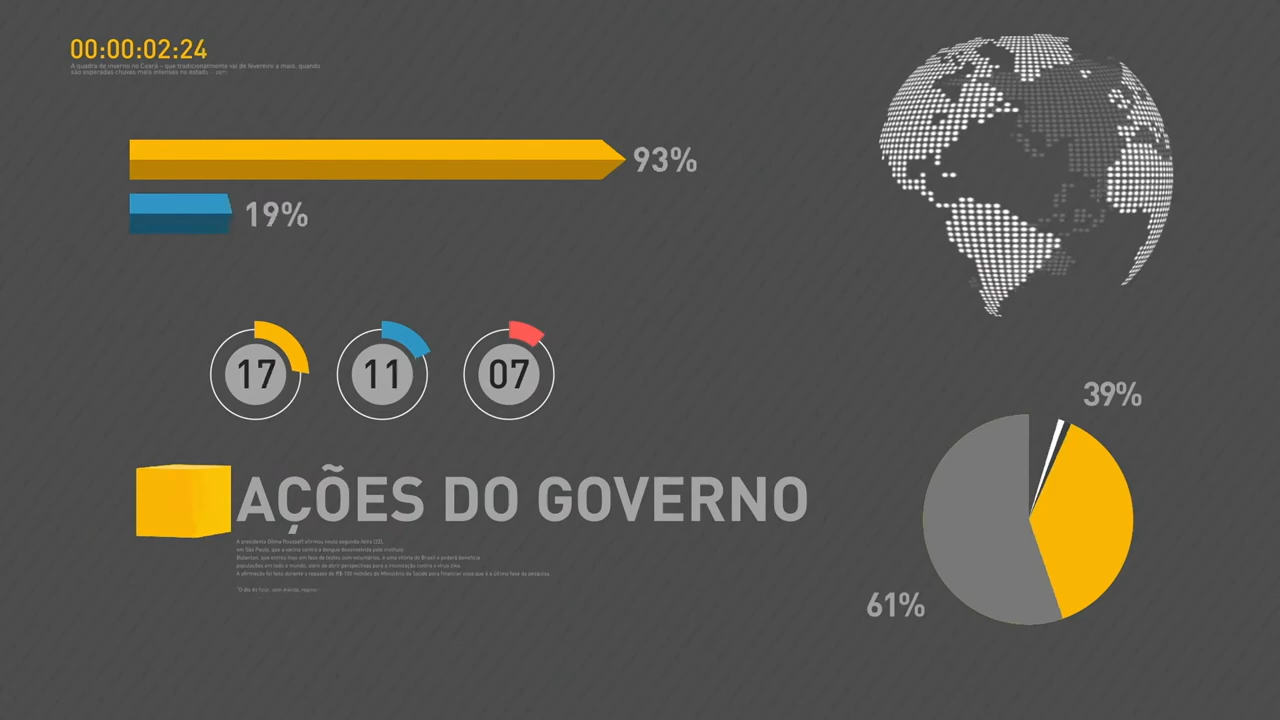 00:00:02:24
A quadra de inverno no Ceará – que tradicionalmente vai de fevereiro a maio, quando
são esperadas chuvas mais intensas no estado
93%
19%
17 11 07
39%
AÇÕES DO GOVERNO
A presidenta Dilma Rousseff afirmou nesta segunda-feira (22),
em São Paulo, que a vacina contra a dengue desenvolvida pelo Instituto
Butantan, que entrou hoje em fase de testes com voluntários, é uma vitória do Brasil e poderá beneficiar
populações em todo o mundo, além de abrir perspectivas para a imunização contra o vírus zika.
A afirmação foi feita durante o repasse de R$ 100 milhões do Ministério da Saúde para financiar essa que é a última fase da pesquisa.
61%